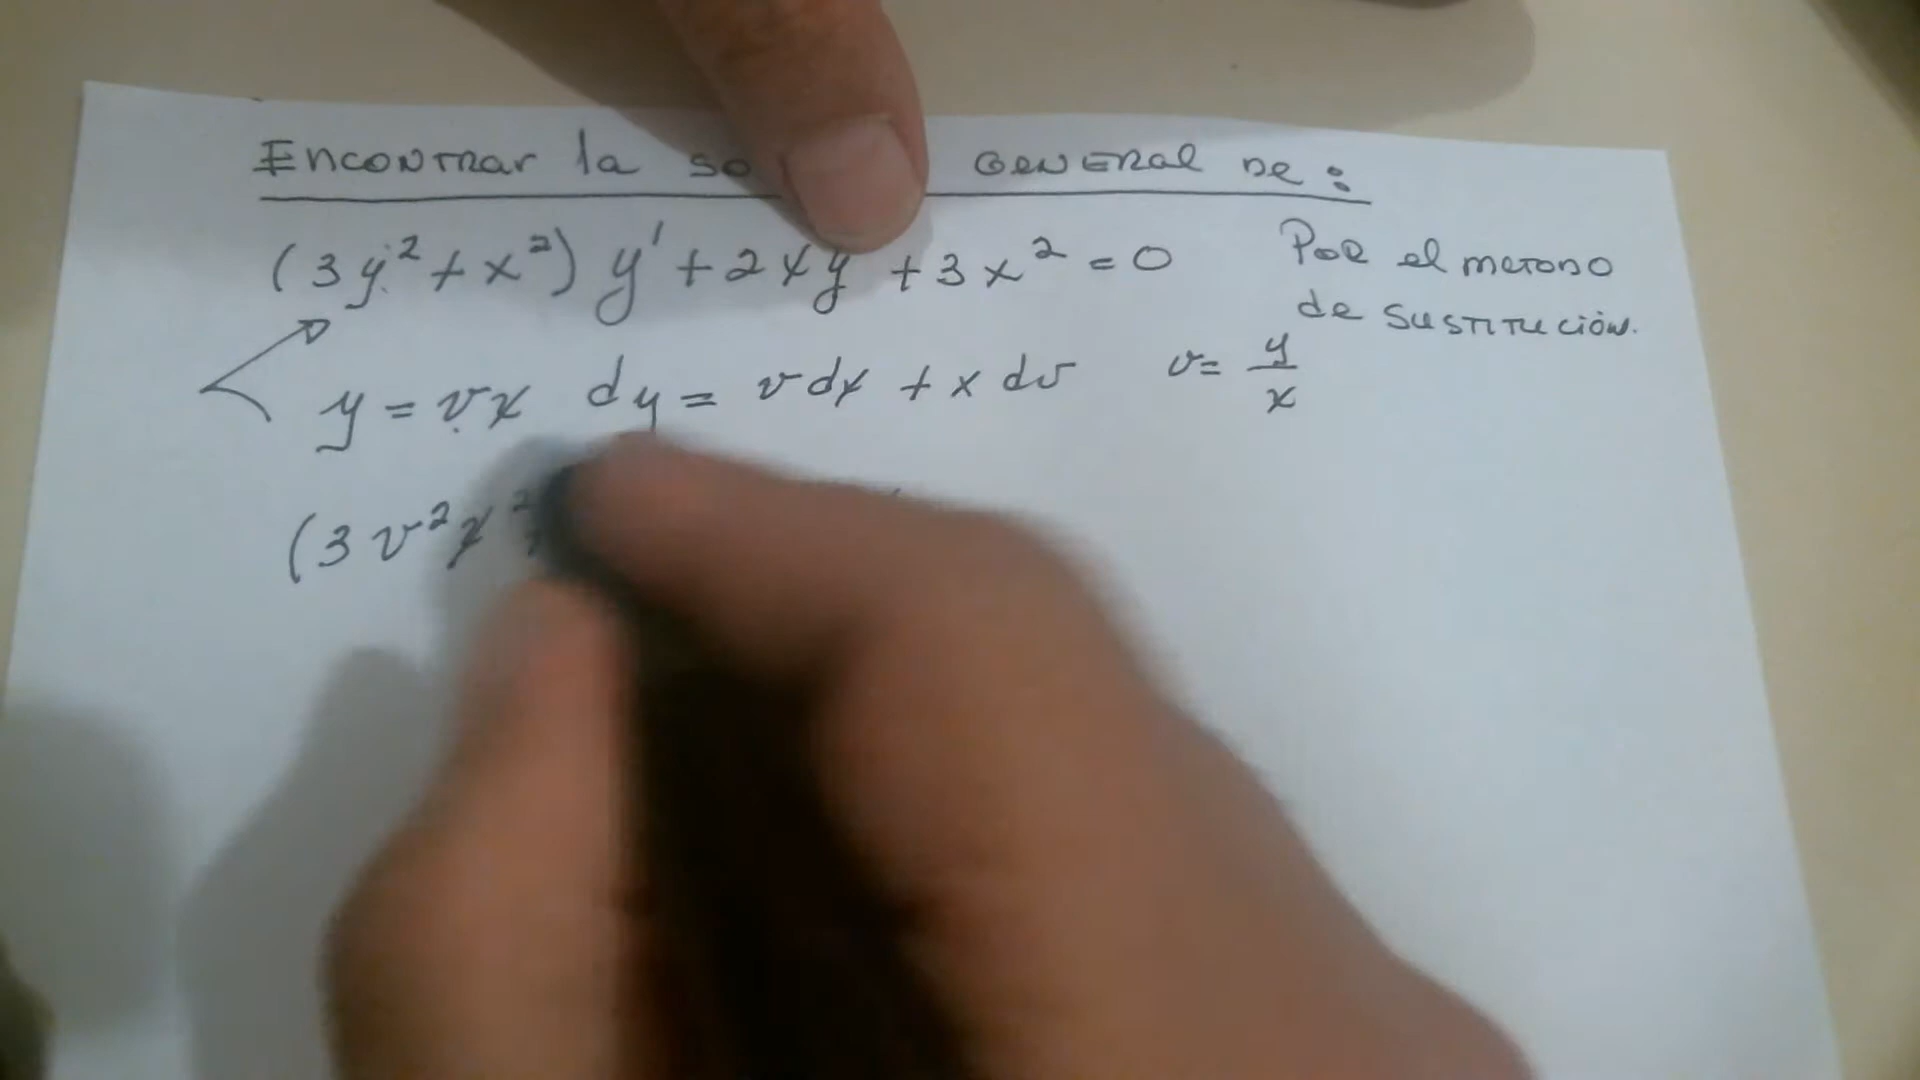 Encontrar la so General de:
(3y² + x²) y' + 2xy + 3x² = 0
Por el metodo
de sustitución.
y = vx dy = vdx + x dv v = y/x
(3v²x²